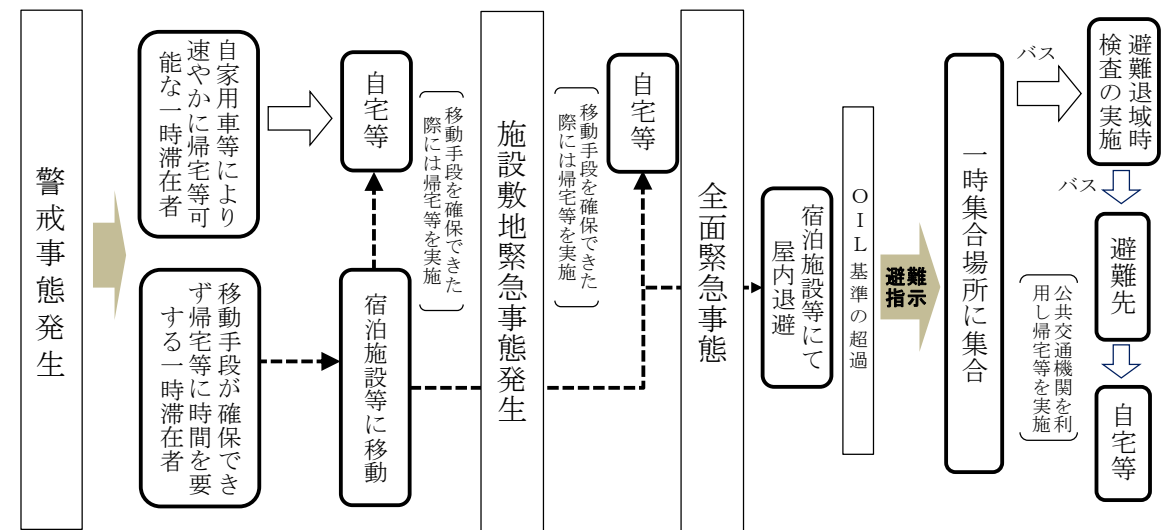 警戒事態発生
自家用車等により
速やかに帰宅等可
能な一時滞在者
移動手段が確保でき
ず帰宅等に時間を要
する一時滞在者
自宅等
移動手段を確保できた
際には帰宅等を実施
宿泊施設等に移動
施設敷地緊急事態発生
移動手段を確保できた
際には帰宅等を実施
自宅等
全面緊急事態
宿泊施設等にて
屋内退避
OIL基準の超過
避難
指示
一時集合場所に集合
バス
避難退域時
検査の実施
バス
避難先
公共交通機関を利
用し帰宅等を実施
自宅等